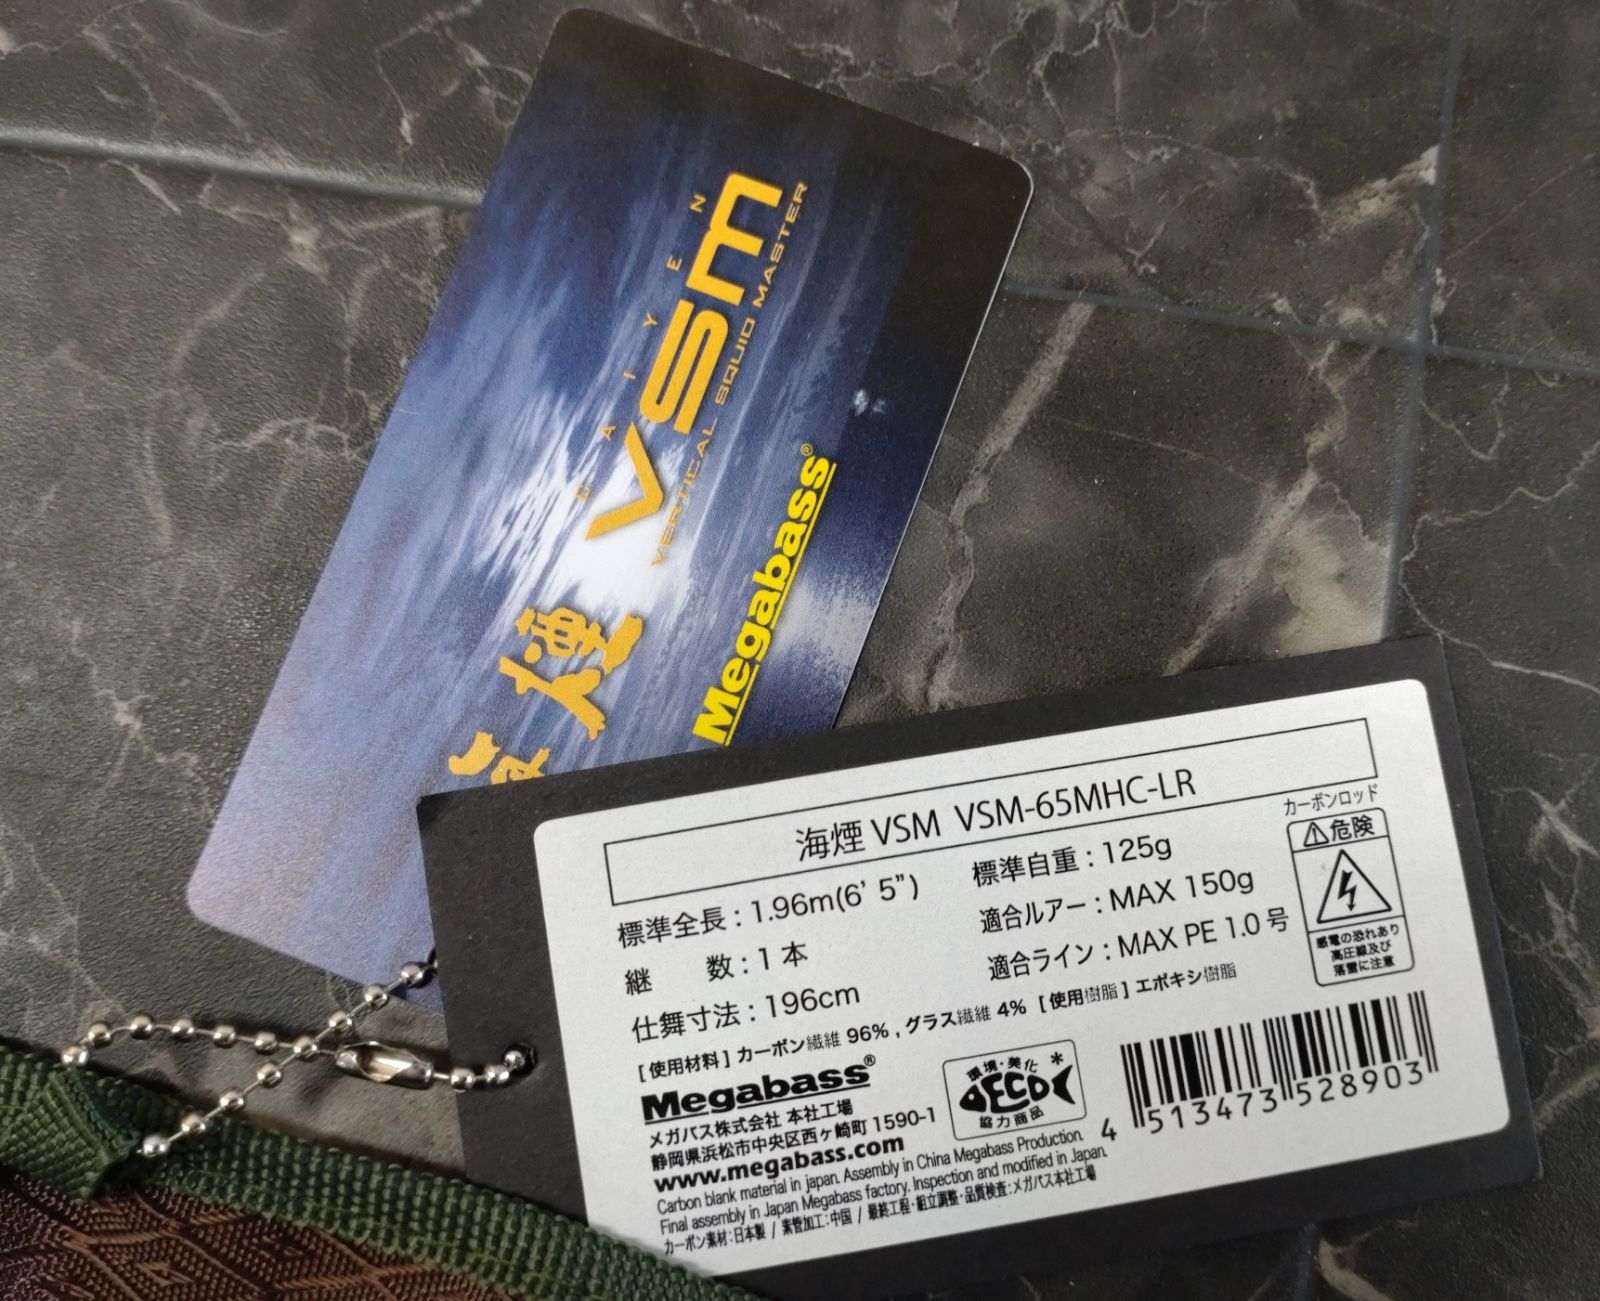 CAIYEN
VSM
VERTICAL SQUID MASTER
海煙
Megabass®
海煙 VSM VSM-65MHC-LR
標準全長 : 1.96m(6' 5")
継 数 : 1 本
仕舞寸法 : 196cm
標準自重 : 125g
適合ルアー : MAX 150g
適合ライン : MAX PE 1.0 号
[ 使用材料 ] カーボン繊維 96% , グラス繊維 4% [ 使用樹脂 ] エポキシ樹脂
カーボンロッド
⚠危険
感電の恐れあり
高圧線及び
落雷に注意
Megabass®
メガバス株式会社 本社工場
静岡県浜松市中央区西ヶ崎町 1590-1
www.megabass.com
環境・美化
ECO
協力商品
4 513473 528903
Carbon blank material in japan. Assembly in China Megabass Production.
Final assembly in Japan Megabass factory. Inspection and modified in Japan.
カーボン素材:日本製 / 素管加工:中国 / 最終工程・組立調整・品質検査:メガバス本社工場